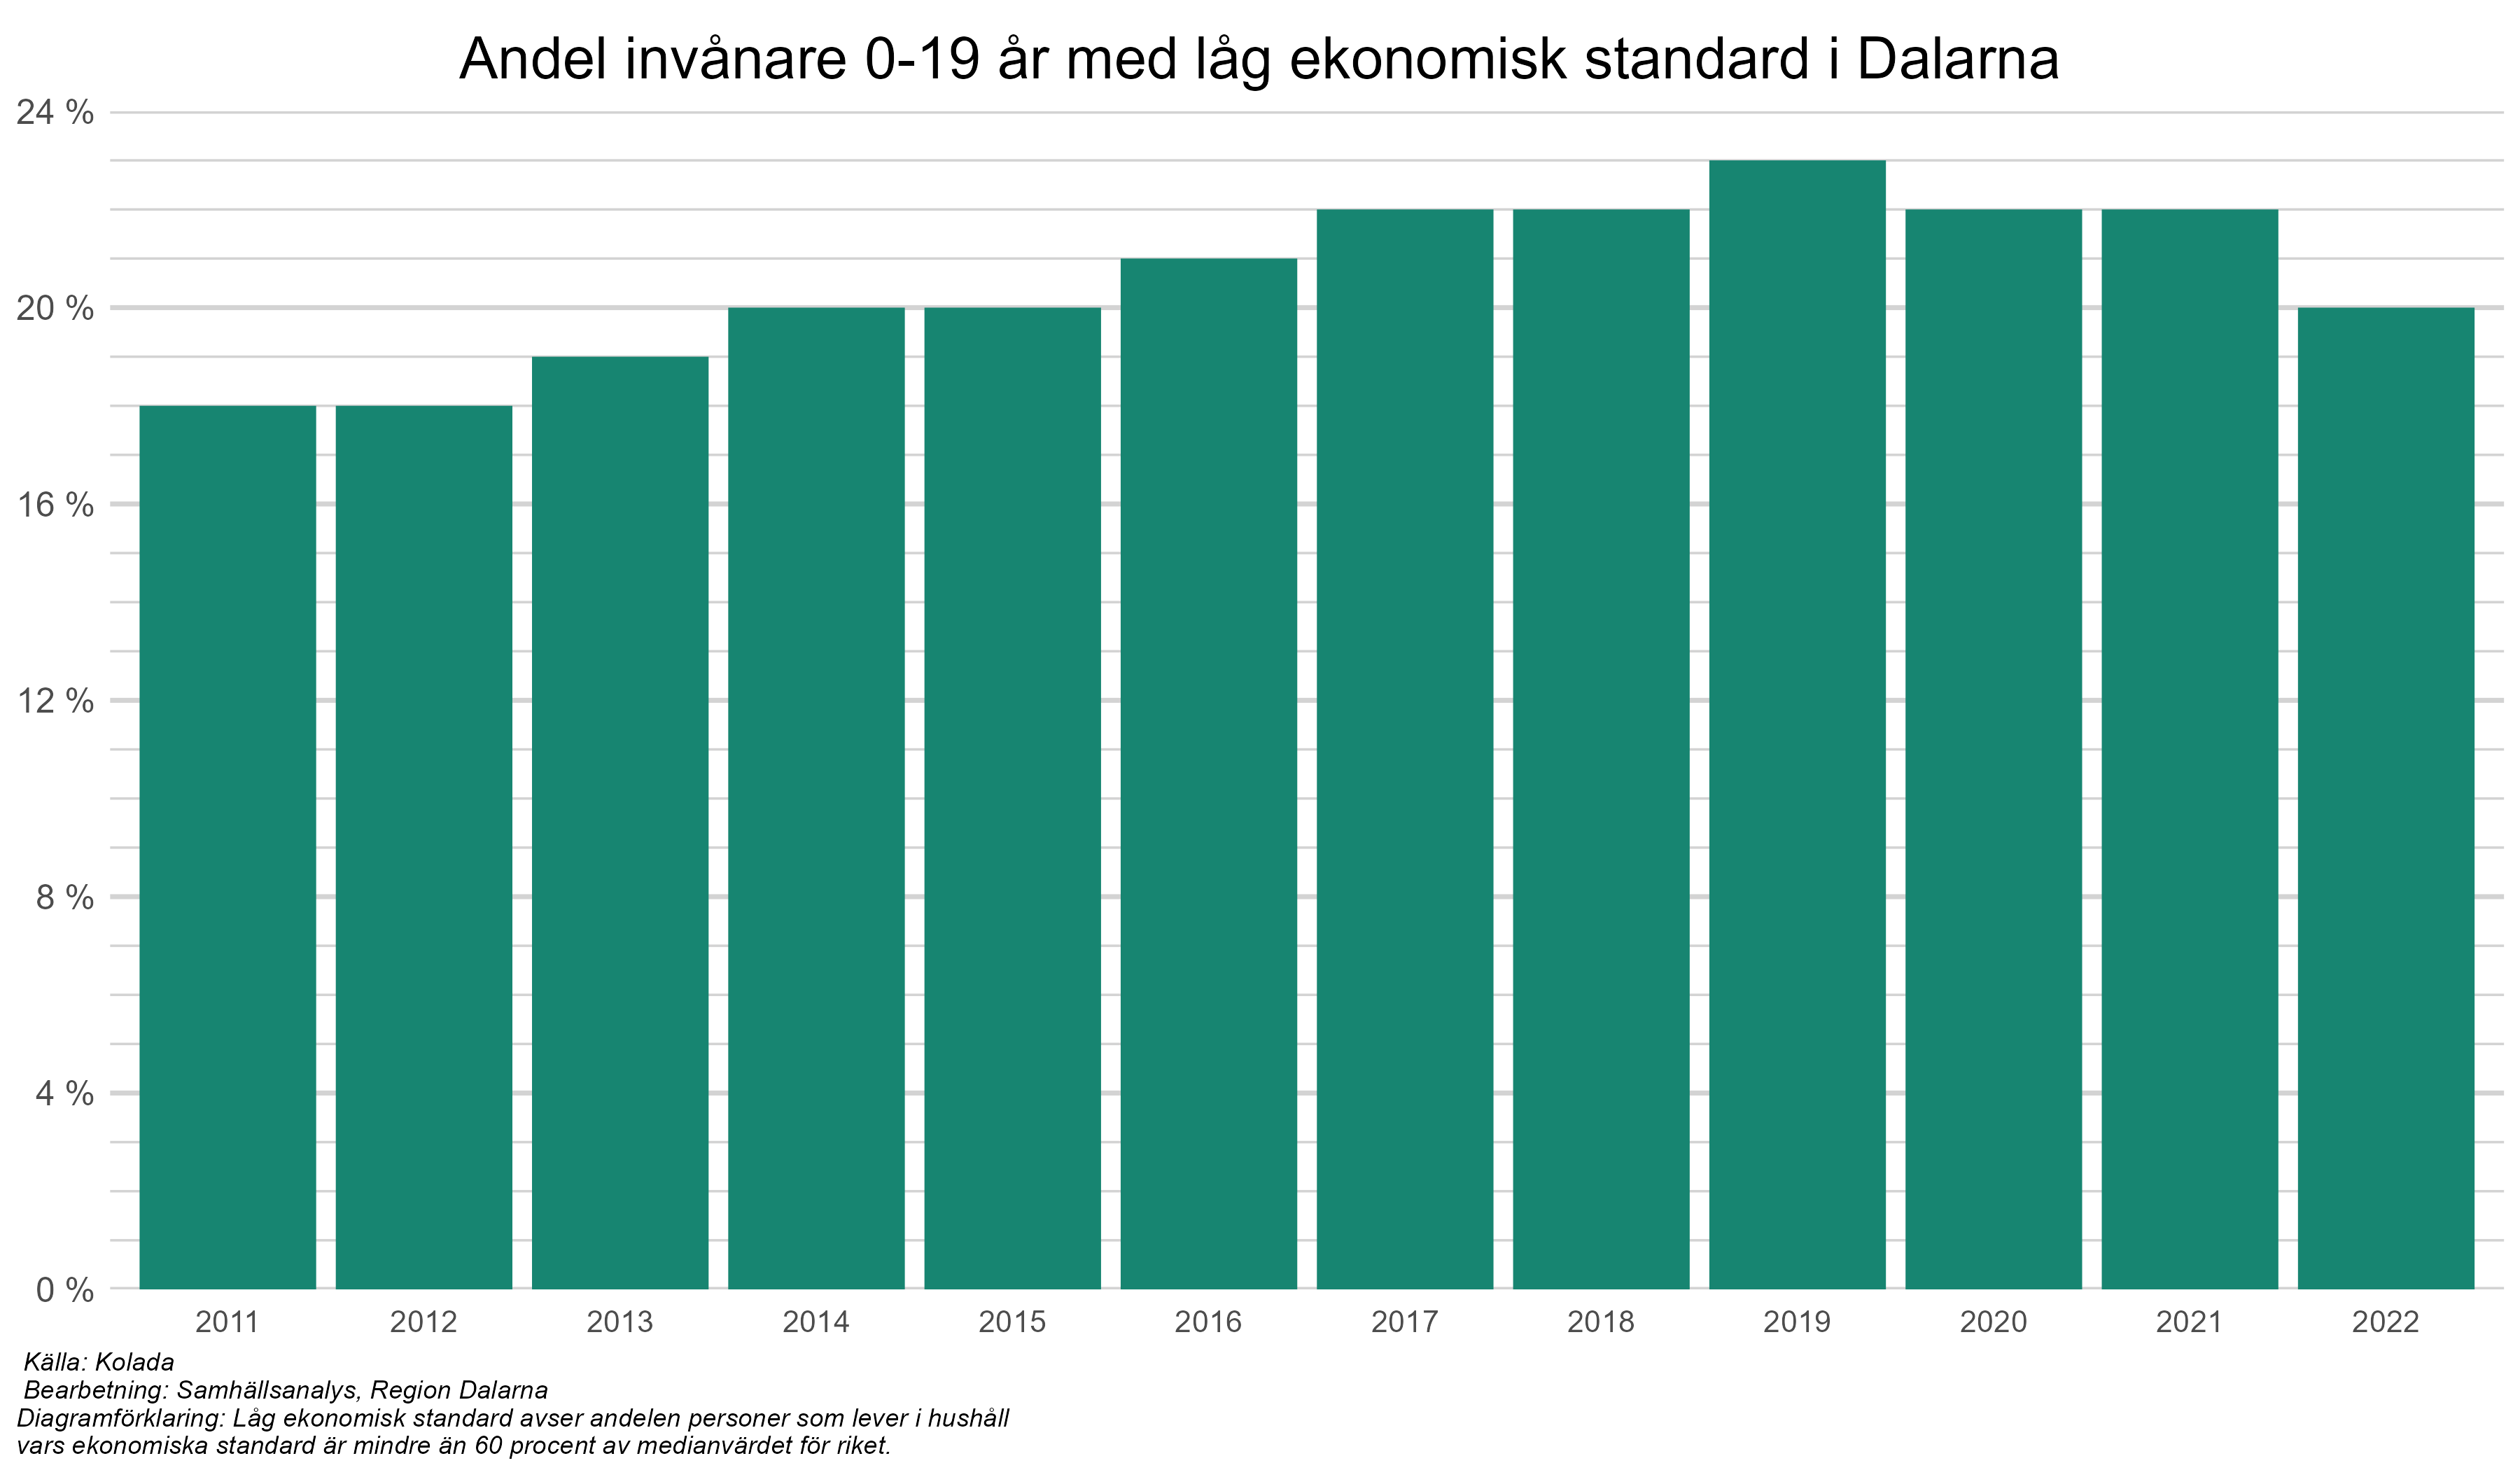 Andel invånare 0-19 år med låg ekonomisk standard i Dalarna
24 %
20 %
16 %
12 %
8 %
4 %
0 %
2011 2012 2013 2014 2015 2016 2017 2018 2019 2020 2021 2022
Källa: Kolada
Bearbetning: Samhällsanalys, Region Dalarna
Diagramförklaring: Låg ekonomisk standard avser andelen personer som lever i hushåll
vars ekonomiska standard är mindre än 60 procent av medianvärdet för riket.